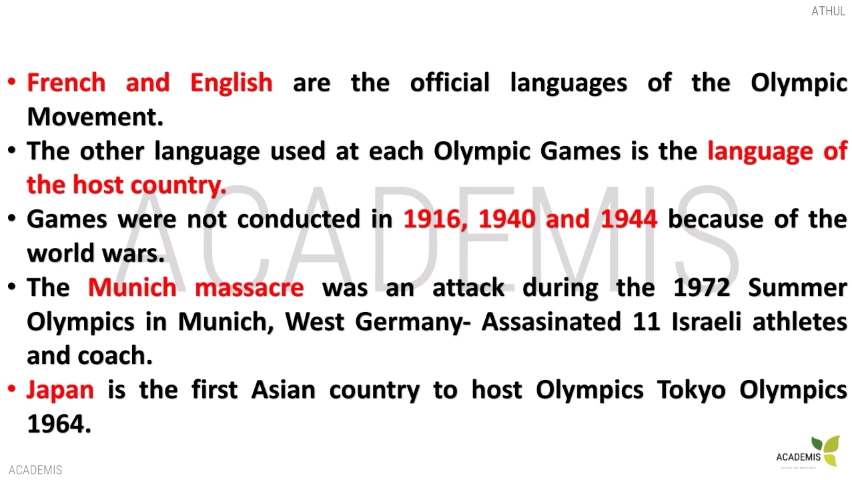 ATHUL
• French and English are the official languages of the Olympic
Movement.
• The other language used at each Olympic Games is the language of
the host country.
• Games were not conducted in 1916, 1940 and 1944 because of the
world wars.
• The Munich massacre was an attack during the 1972 Summer
Olympics in Munich, West Germany- Assasinated 11 Israeli athletes
and coach.
• Japan is the first Asian country to host Olympics Tokyo Olympics
1964.
ACADEMIS
ACADEMIS
ACADEMIS